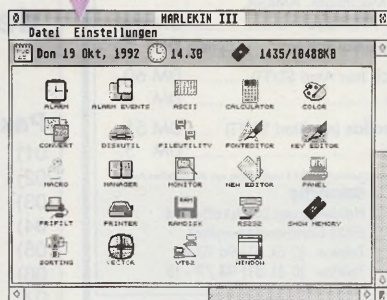 HARLEKIN III
Datei Einstellungen
Don 19 Okt, 1992 14.30 1435/10488KB
ALARM ALARM EVENTS ASCII CALCULATOR COLOR
CONVERT DISKUTIL FILEUTILITY FONTEDITOR KEY EDITOR
MACRO MANAGER MONITOR NEW EDITOR PANEL
PRIFILT PRINTER RAMDISK RS232 SHOW MEMORY
SORTING VECTOR VT52 WINDOW